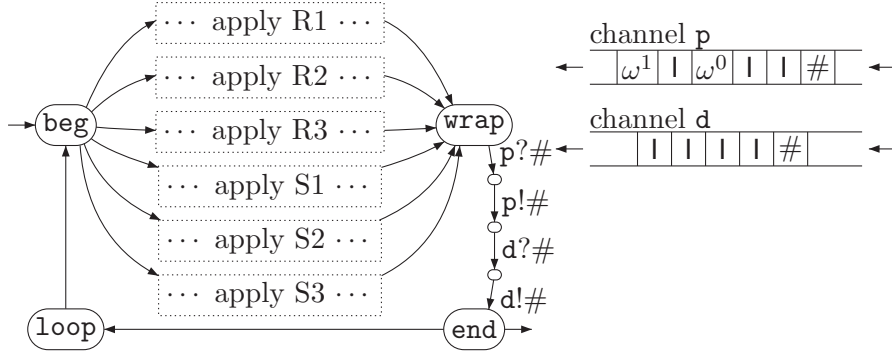 ··· apply R1 ···
··· apply R2 ···
··· apply R3 ···
··· apply S1 ···
··· apply S2 ···
··· apply S3 ···
beg
wrap
p?#
p!#
d?#
d!#
loop
end
channel p
ω¹ I ω⁰ I I #
channel d
I I I I #